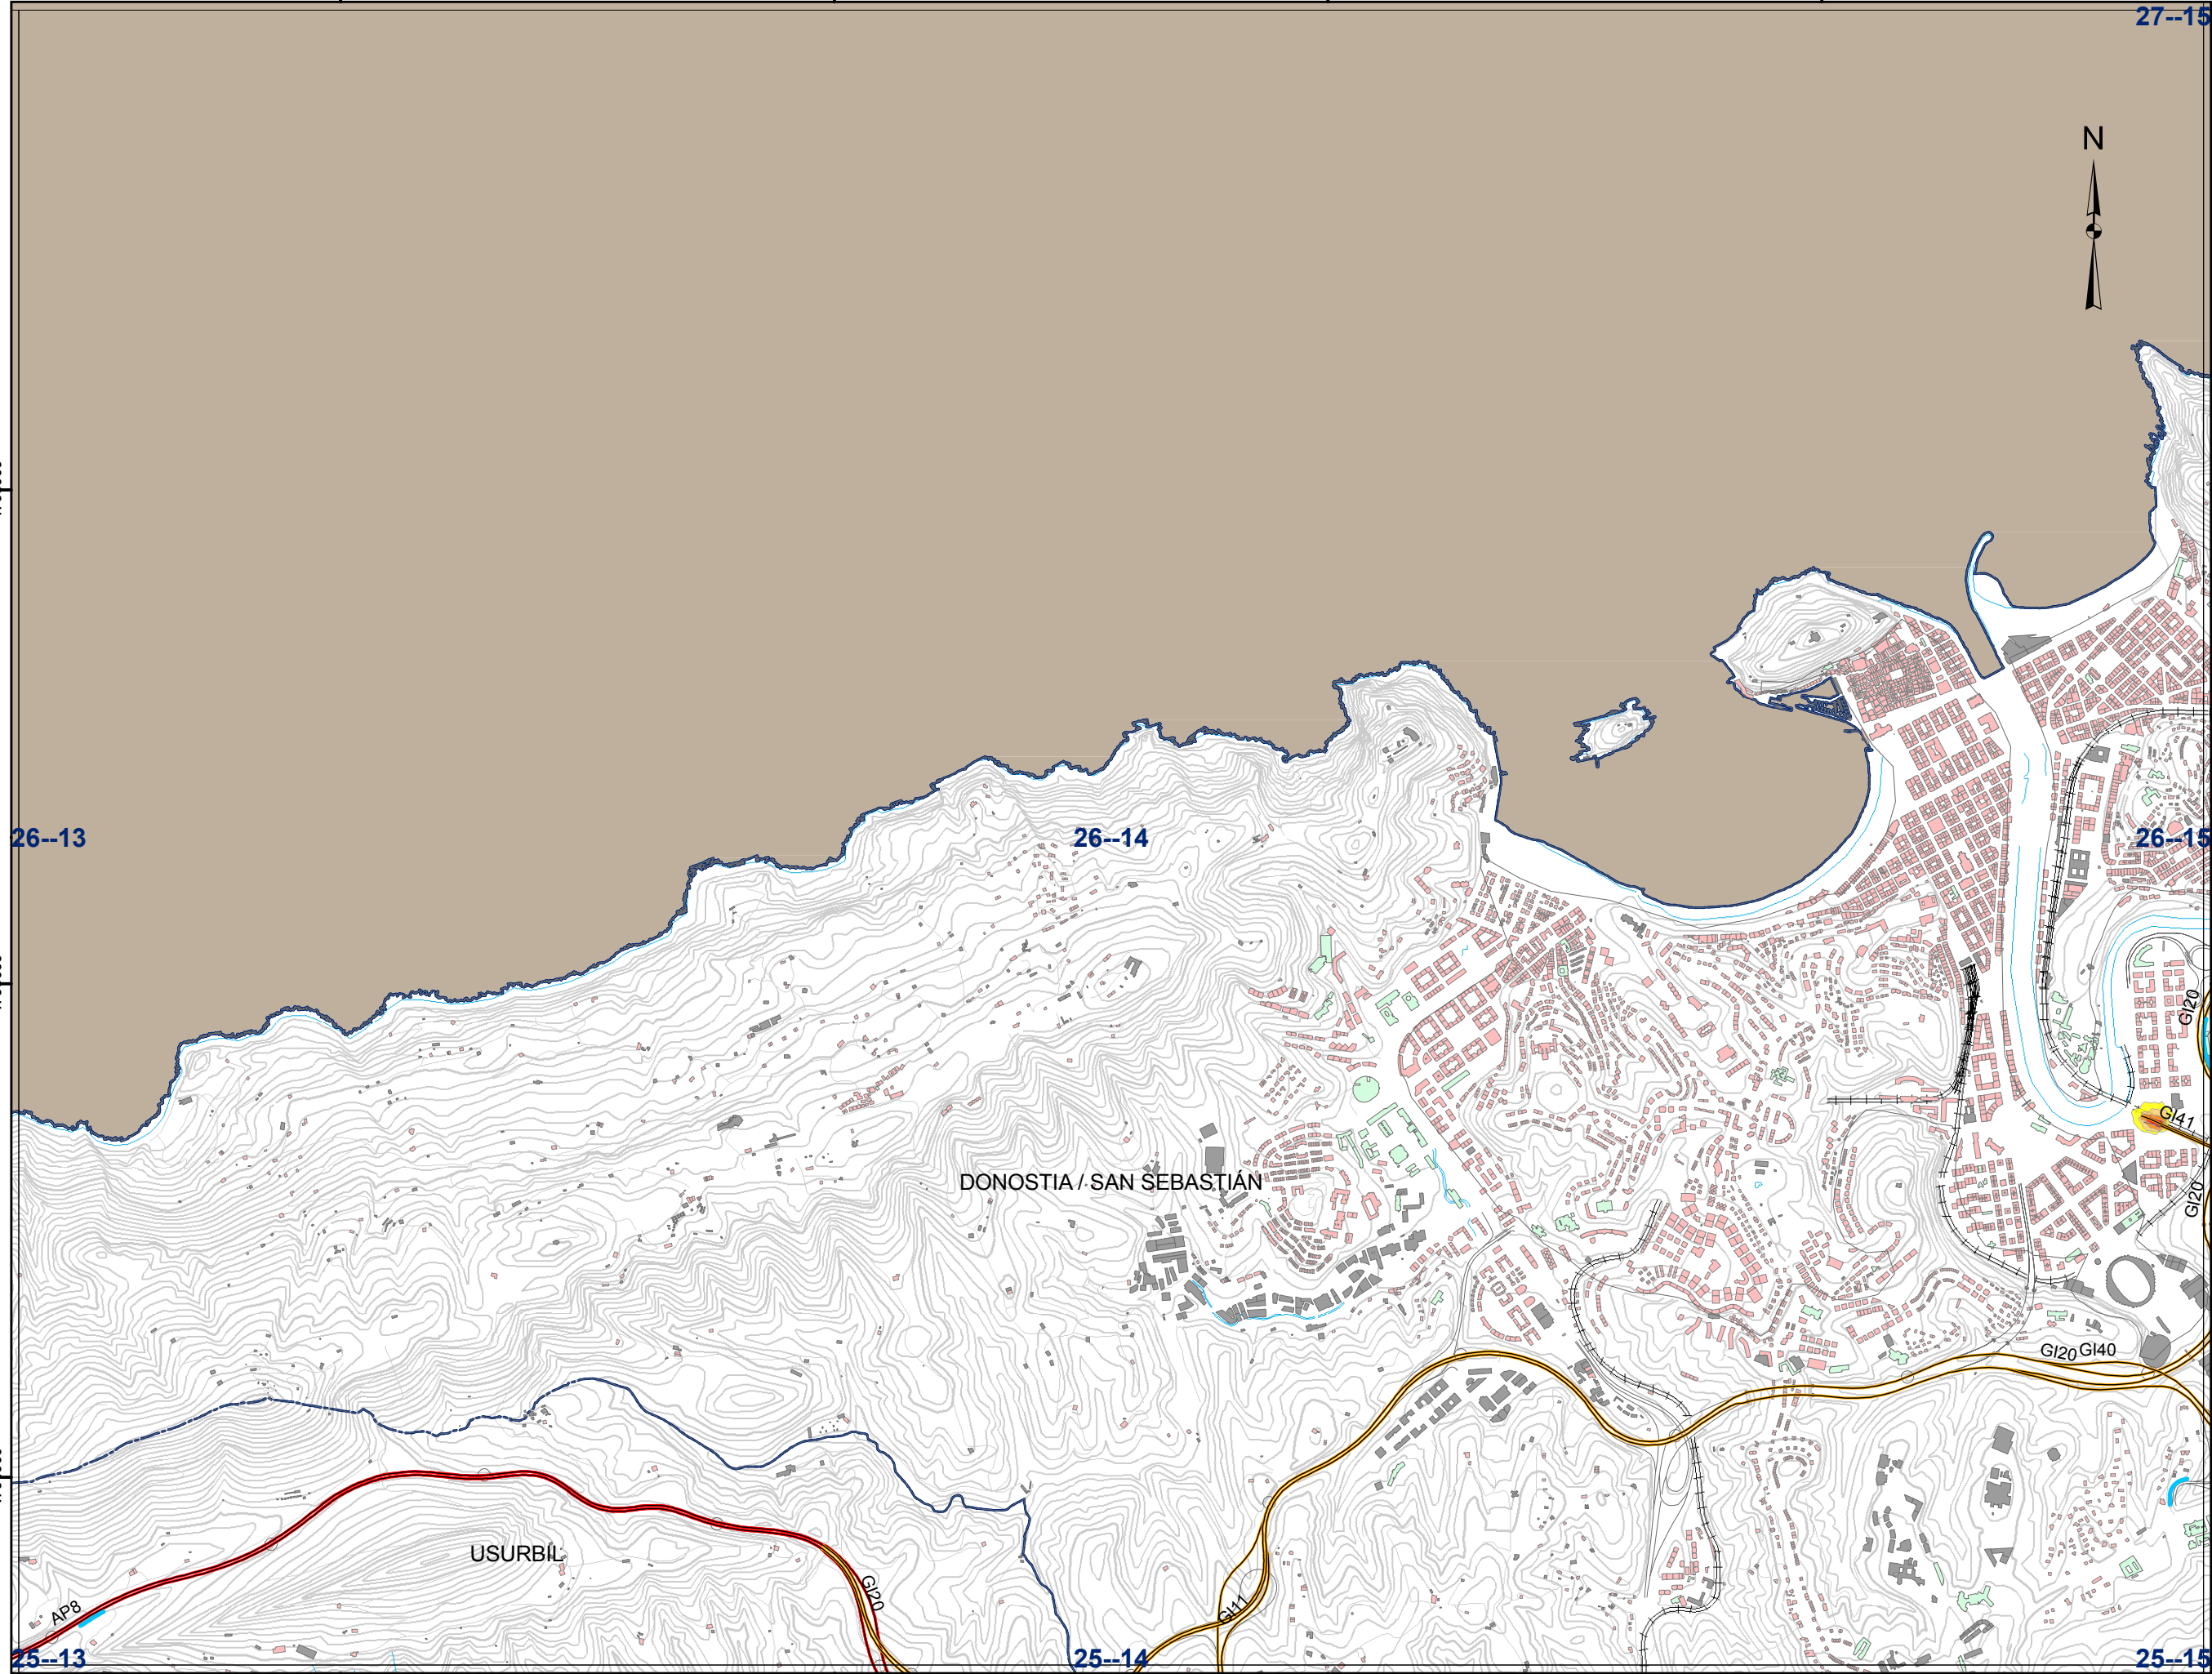 27--15
N
26--13
26--14
26--15
GI20
GI41
DONOSTIA / SAN SEBASTIÁN
GI20
GI20 GI40
USURBIL
GI20
AP8
GI11
25--13
25--14
25--15